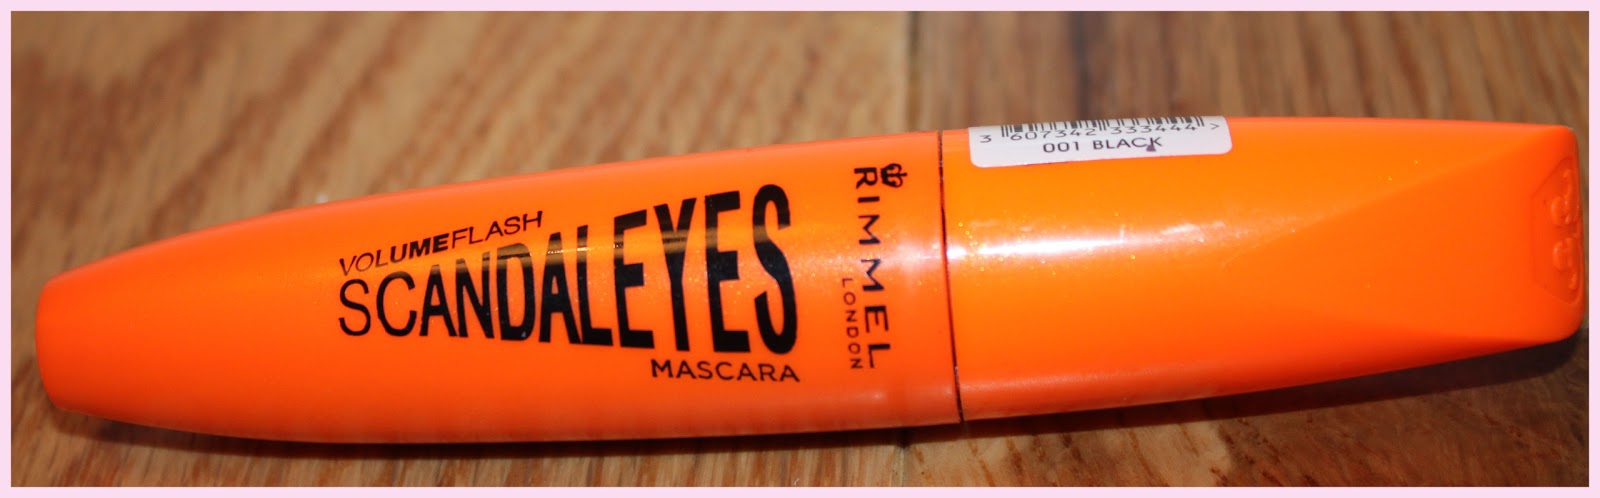 VOLUMEFLASH
SCANDALEYES
MASCARA
RIMMEL
LONDON
3 607342 333444 >
001 BLACK